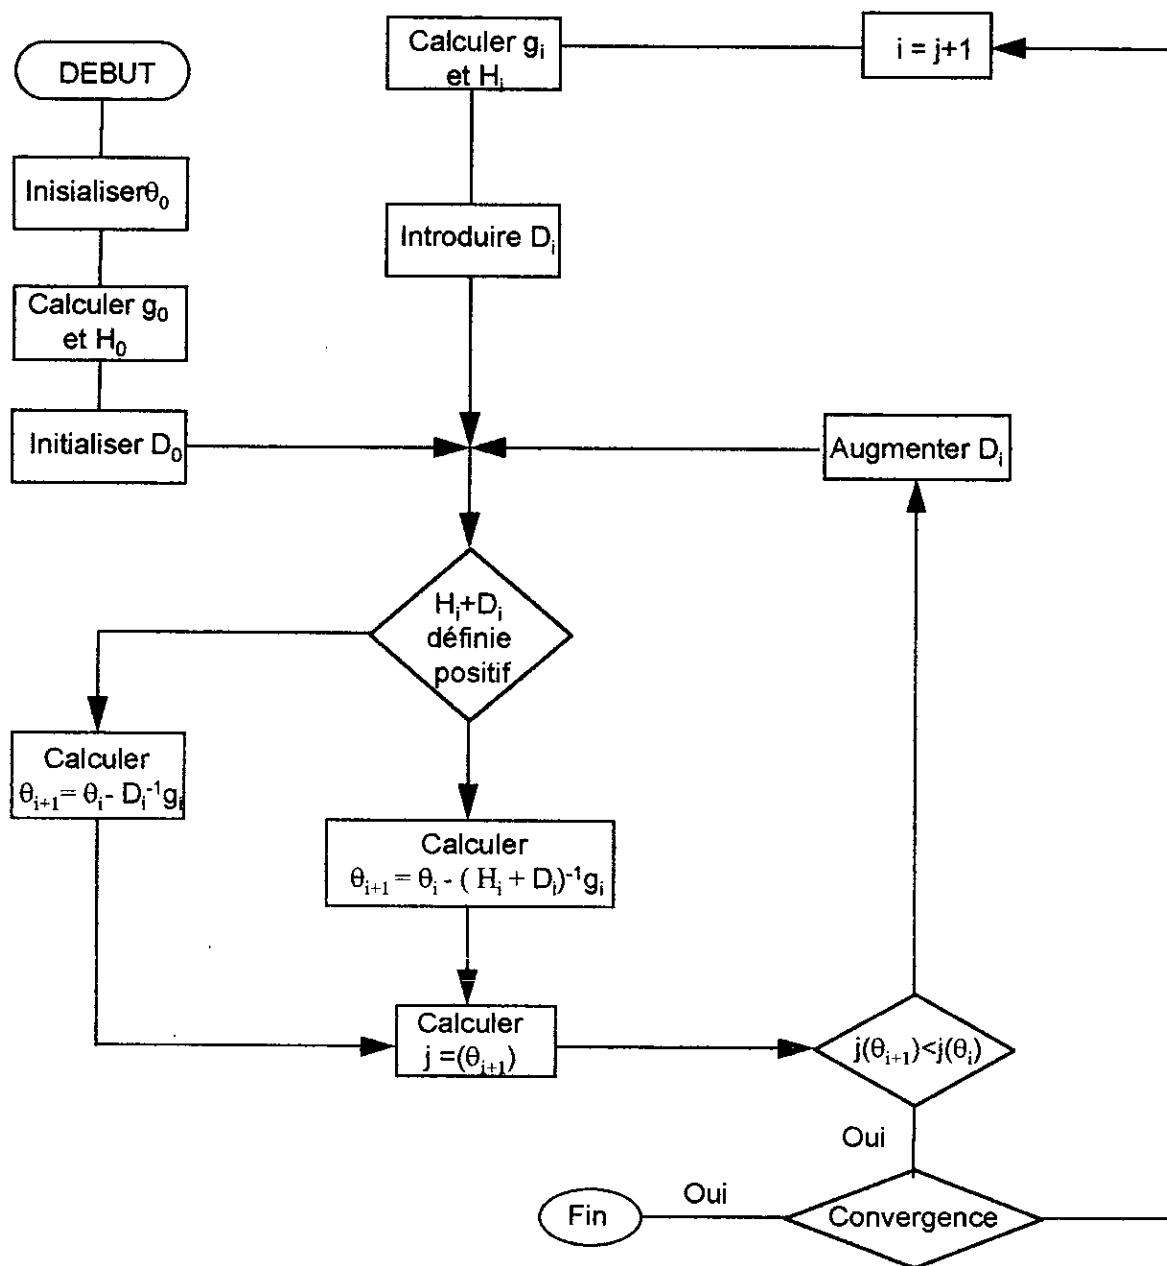 DEBUT
Inisialiserθ₀
Calculer g₀
et H₀
Initialiser D₀
Calculer gᵢ
et Hᵢ
i = j+1
Introduire Dᵢ
Augmenter Dᵢ
Hᵢ+Dᵢ
définie
positif
Calculer
θᵢ₊₁= θᵢ- Dᵢ⁻¹gᵢ
Calculer
θᵢ₊₁ = θᵢ - ( Hᵢ + Dᵢ)⁻¹gᵢ
Calculer
j =(θᵢ₊₁)
j(θᵢ₊₁)<j(θᵢ)
Oui
Convergence
Oui
Fin